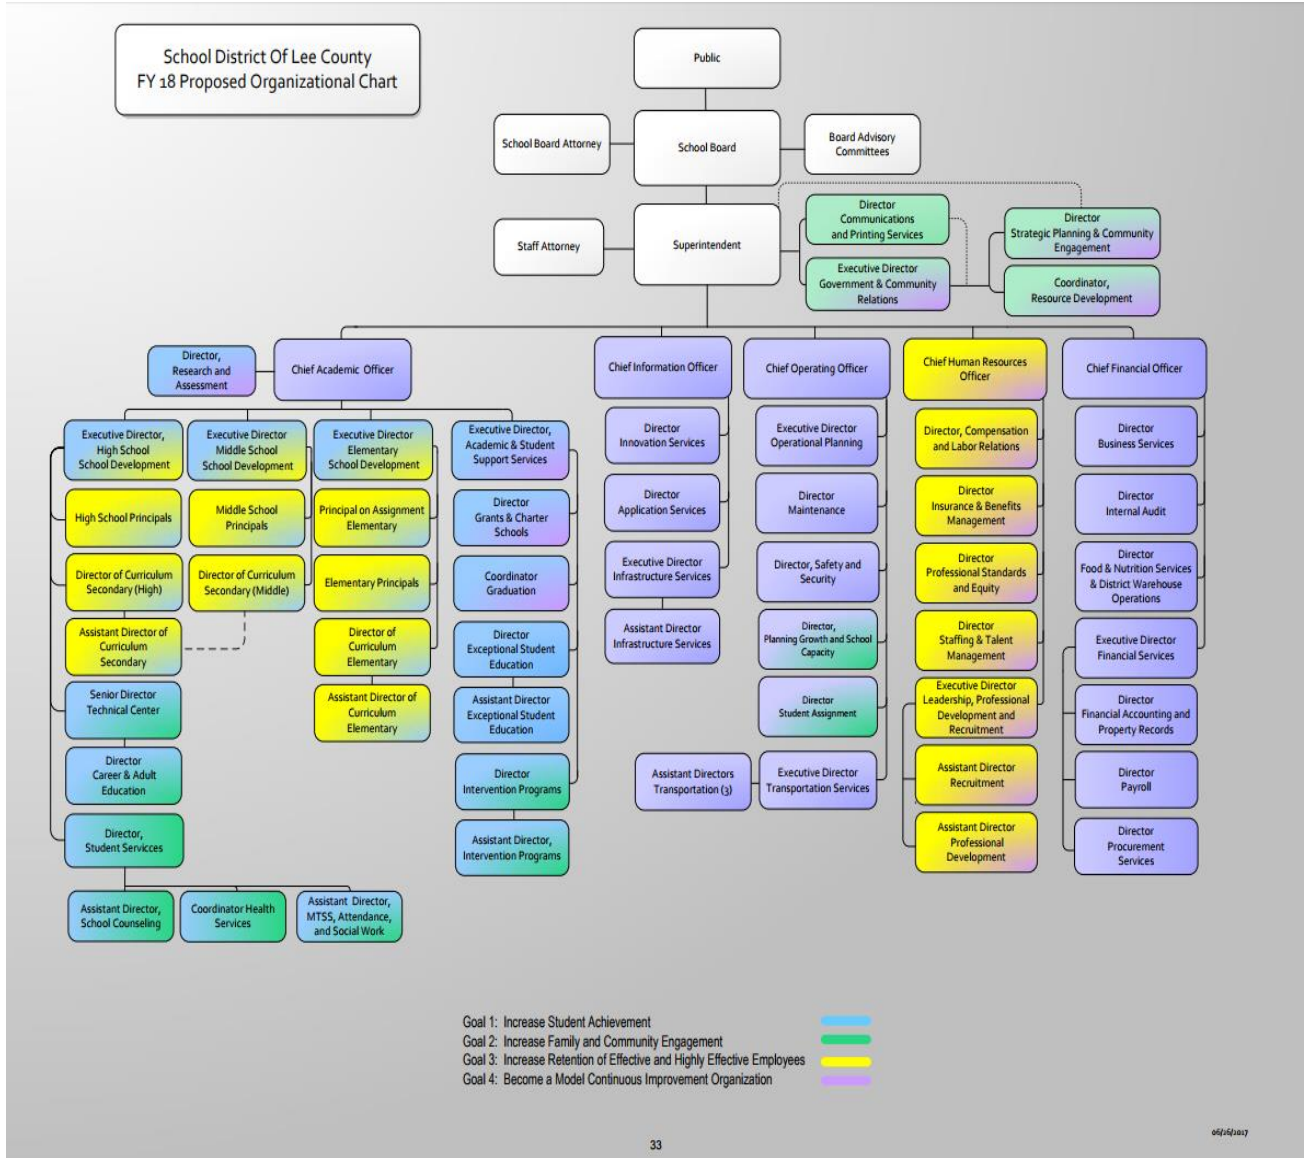 School District Of Lee County
FY 18 Proposed Organizational Chart
Public
School Board Attorney
School Board
Board Advisory
Committees
Staff Attorney
Superintendent
Director
Communications
and Printing Services
Executive Director
Government & Community
Relations
Director
Strategic Planning & Community
Engagement
Coordinator,
Resource Development
Director,
Research and
Assessment
Chief Academic Officer
Chief Information Officer
Chief Operating Officer
Chief Human Resources
Officer
Chief Financial Officer
Executive Director,
High School
School Development
High School Principals
Director of Curriculum
Secondary (High)
Assistant Director of
Curriculum
Secondary
Senior Director
Technical Center
Director
Career & Adult
Education
Director,
Student Servicces
Assistant Director,
School Counseling
Coordinator Health
Services
Assistant Director,
MTSS, Attendance,
and Social Work
Executive Director
Middle School
School Development
Middle School
Principals
Director of Curriculum
Secondary (Middle)
Executive Director
Elementary
School Development
Principal on Assignment
Elementary
Elementary Principals
Director of
Curriculum
Elementary
Assistant Director of
Curriculum
Elementary
Executive Director,
Academic & Student
Support Services
Director
Grants & Charter
Schools
Coordinator
Graduation
Director
Exceptional Student
Education
Assistant Director
Exceptional Student
Education
Director
Intervention Programs
Assistant Director,
Intervention Programs
Director
Innovation Services
Director
Application Services
Executive Director
Infrastructure Services
Assistant Director
Infrastructure Services
Executive Director
Operational Planning
Director
Maintenance
Director, Safety and
Security
Director,
Planning Growth and School
Capacity
Director
Student Assignment
Assistant Directors
Transportation (3)
Executive Director
Transportation Services
Director, Compensation
and Labor Relations
Director
Insurance & Benefits
Management
Director
Professional Standards
and Equity
Director
Staffing & Talent
Management
Executive Director
Leadership, Professional
Development and
Recruitment
Assistant Director
Recruitment
Assistant Director
Professional
Development
Director
Business Services
Director
Internal Audit
Director
Food & Nutrition Services
& District Warehouse
Operations
Executive Director
Financial Services
Director
Financial Accounting and
Property Records
Director
Payroll
Director
Procurement
Services
Goal 1: Increase Student Achievement
Goal 2: Increase Family and Community Engagement
Goal 3: Increase Retention of Effective and Highly Effective Employees
Goal 4: Become a Model Continuous Improvement Organization
33
06/26/2017